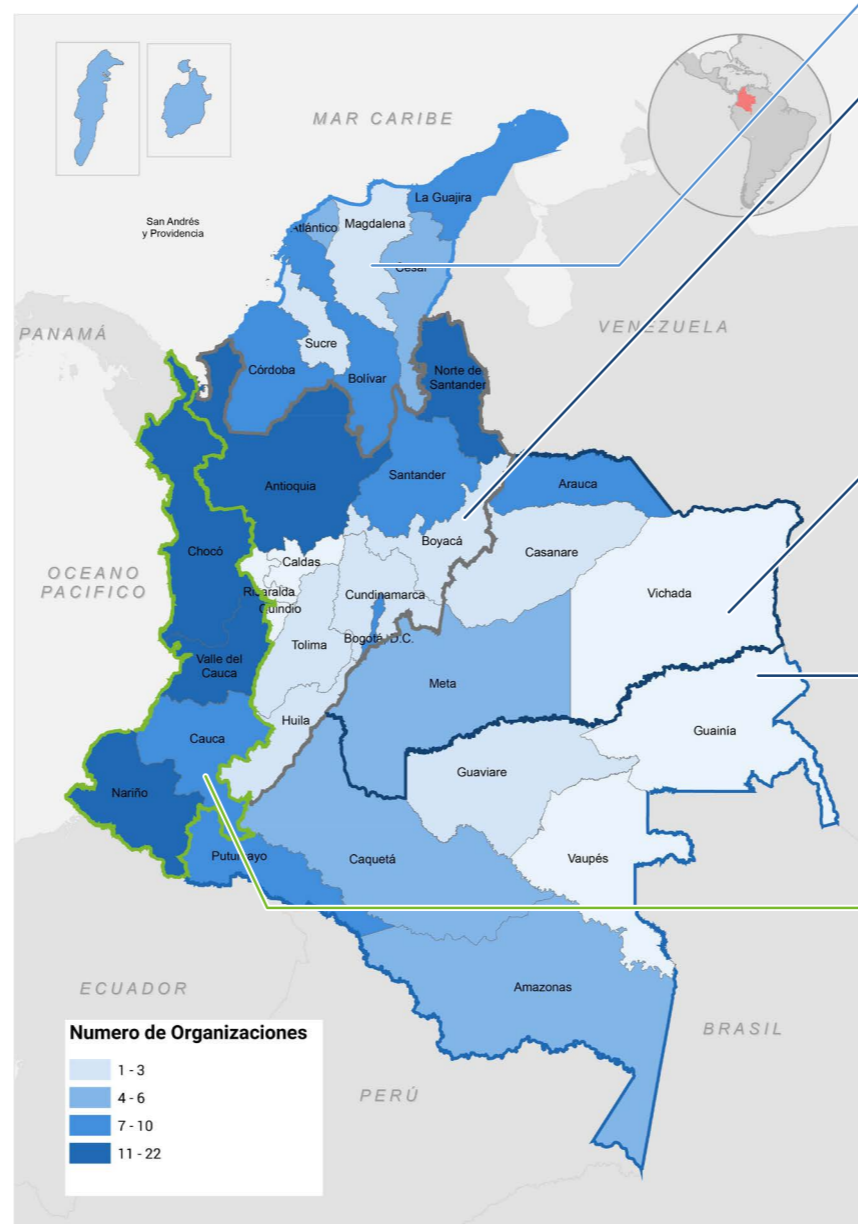 MAR CARIBE
La Guajira
San Andrés
y Providencia
Magdalena
Atlántico
Cesar
PANAMÁ
VENEZUELA
Sucre
Córdoba
Bolívar
Norte de
Santander
Antioquia
Santander
Arauca
Chocó
Boyacá
Casanare
OCEANO
PACIFICO
Caldas
Risaralda
Quindio
Cundinamarca
Vichada
Tolima
Bogotá D.C.
Valle del
Cauca
Meta
Huila
Guainía
Cauca
Guaviare
Nariño
Putumayo
Caquetá
Vaupés
Amazonas
ECUADOR
BRASIL
PERÚ
Numero de Organizaciones
1 - 3
4 - 6
7 - 10
11 - 22